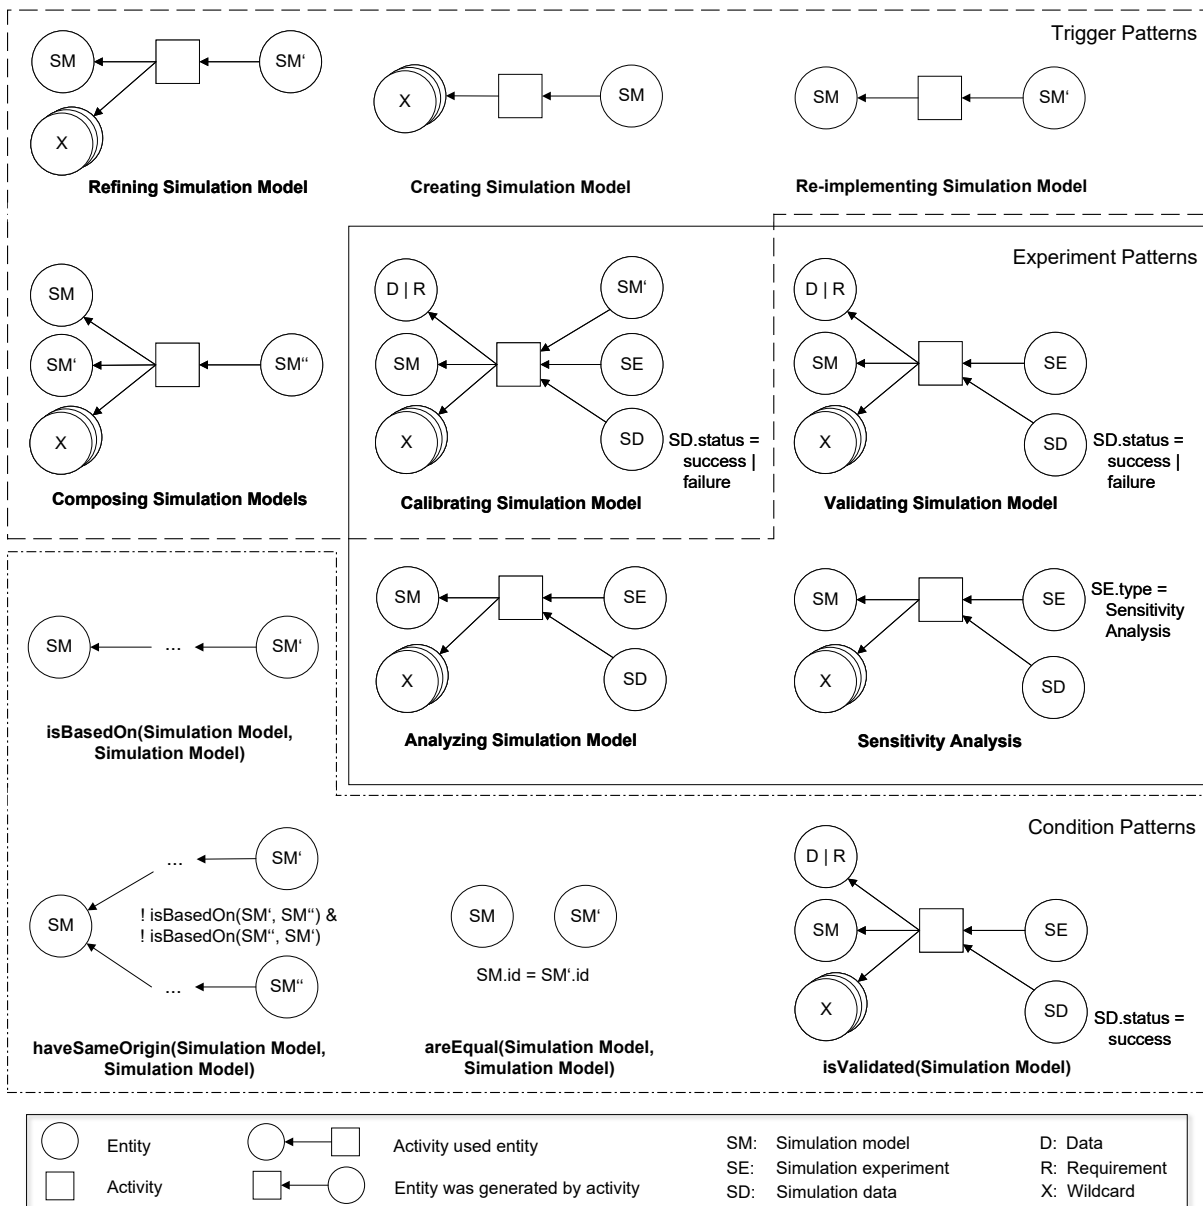 Trigger Patterns
SM
SM‘
X
Refining Simulation Model
X
SM
Creating Simulation Model
SM
SM‘
Re-implementing Simulation Model
Experiment Patterns
SM
SM‘
SM‘‘
X
Composing Simulation Models
D | R
SM‘
SM
SE
X
SD
SD.status =
success |
failure
Calibrating Simulation Model
D | R
SM
SE
X
SD
SD.status =
success |
failure
Validating Simulation Model
SM
SE
X
SD
Analyzing Simulation Model
SM
SE
SE.type =
Sensitivity
Analysis
X
SD
Sensitivity Analysis
SM
...
SM‘
isBasedOn(Simulation Model,
Simulation Model)
Condition Patterns
...
SM‘
SM
! isBasedOn(SM‘, SM‘‘) &
! isBasedOn(SM‘‘, SM‘)
...
SM‘‘
haveSameOrigin(Simulation Model,
Simulation Model)
SM
SM‘
SM.id = SM‘.id
areEqual(Simulation Model,
Simulation Model)
D | R
SM
SE
X
SD
SD.status =
success
isValidated(Simulation Model)
Entity
Activity used entity
SM: Simulation model
D: Data
Activity
Entity was generated by activity
SE: Simulation experiment
R: Requirement
SD: Simulation data
X: Wildcard